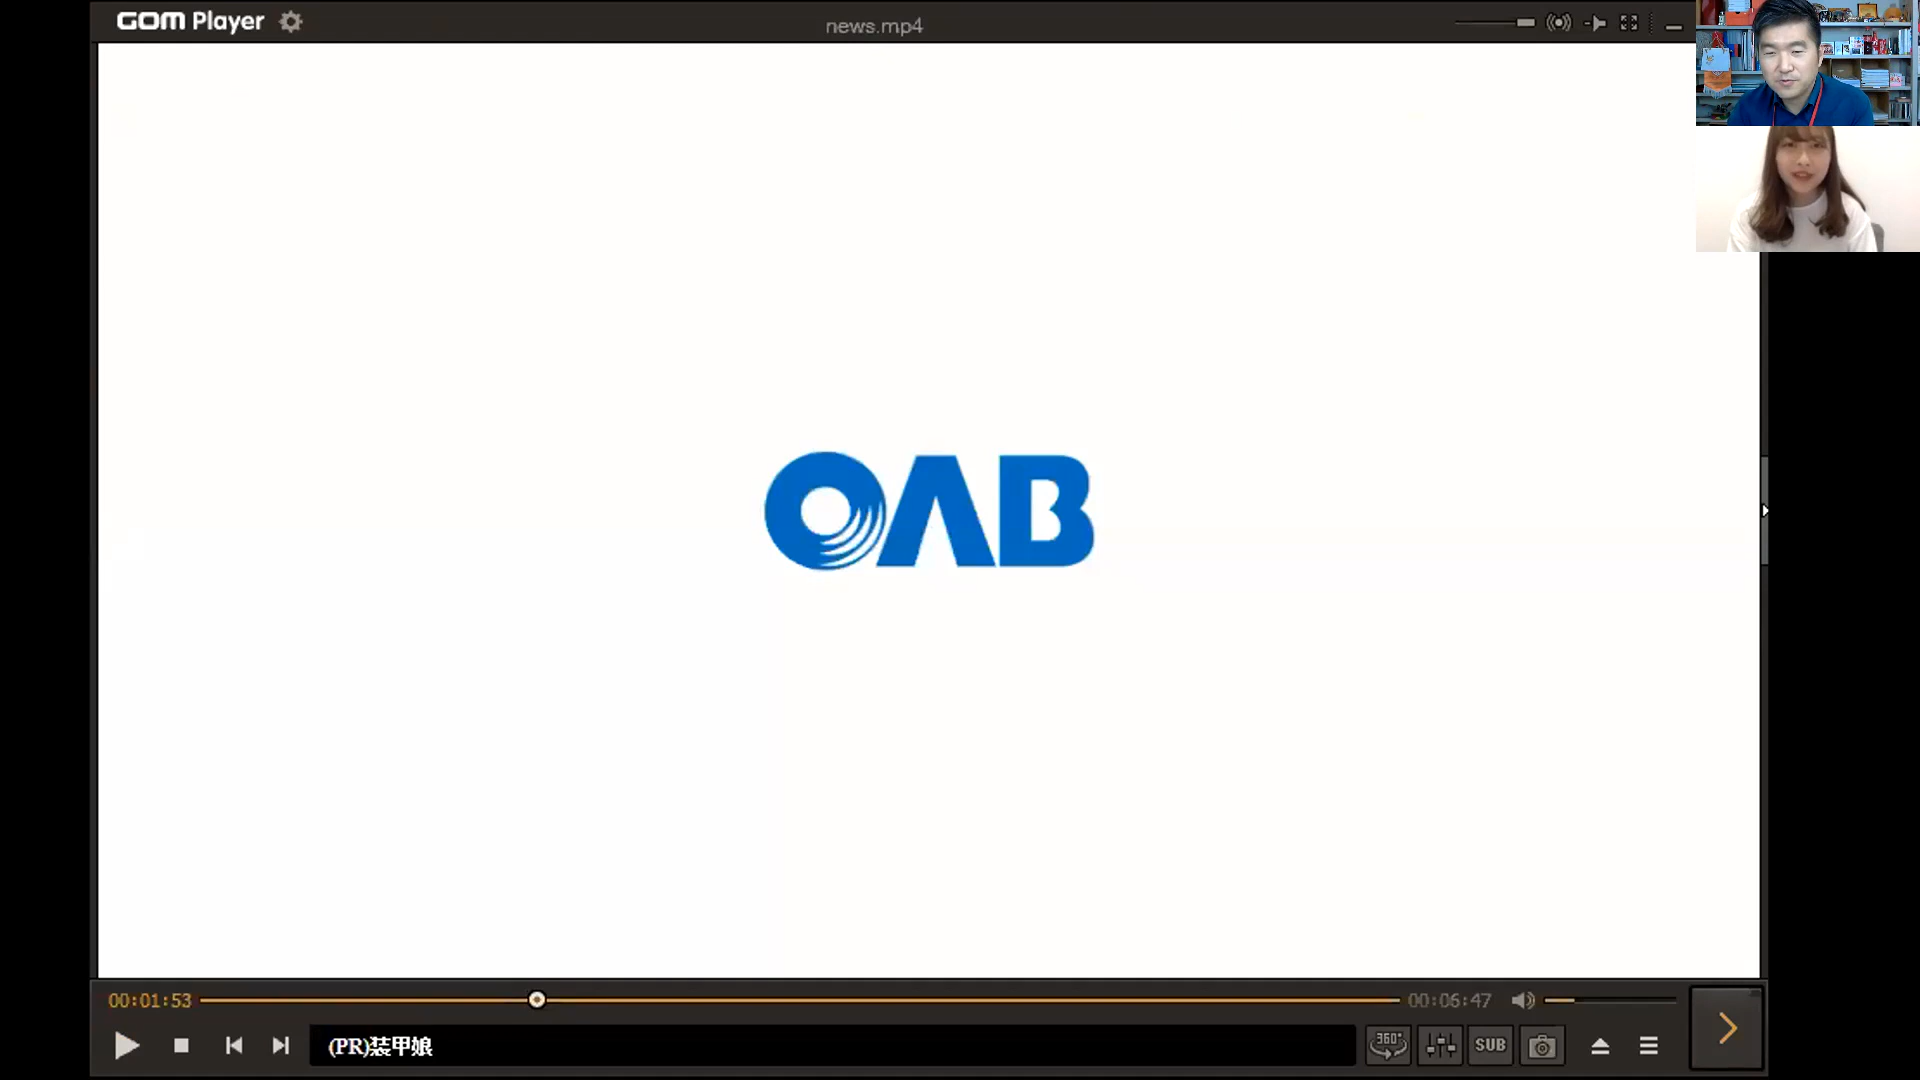 GOM Player
news.mp4
OAB
00:01:53
00:06:47
(PR)装甲娘
360°
SUB